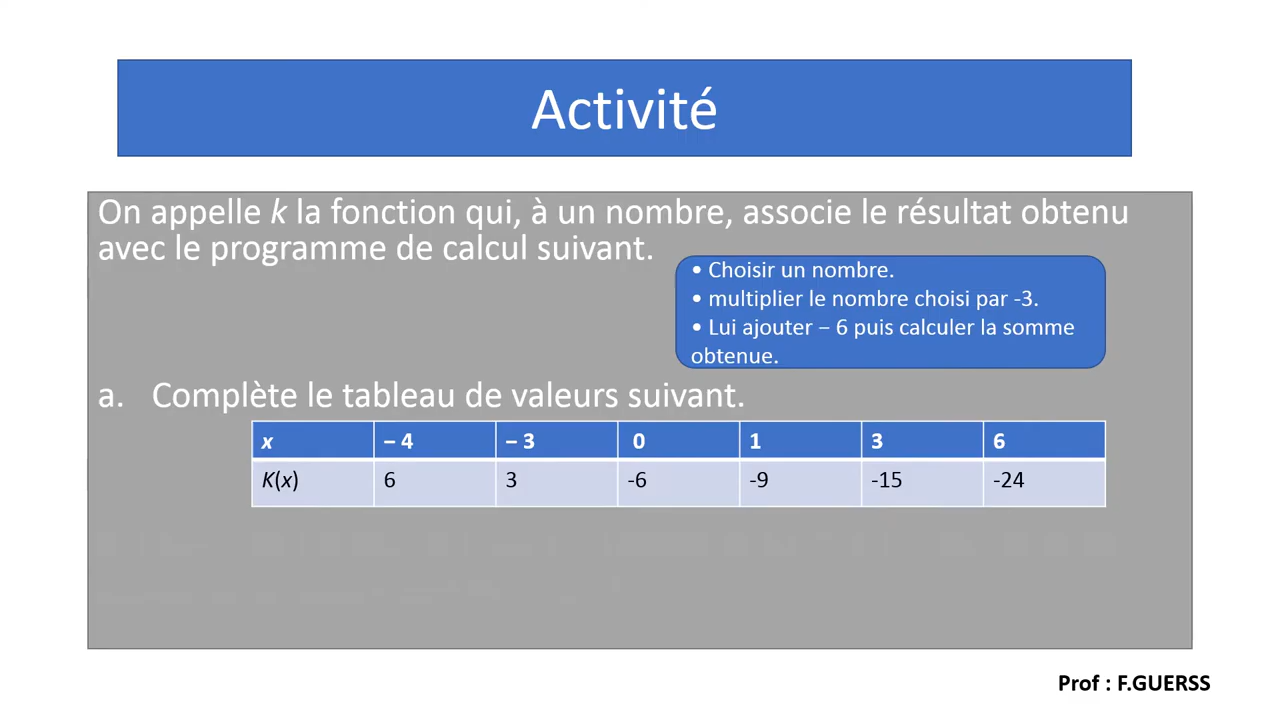 Activité
On appelle k la fonction qui, à un nombre, associe le résultat obtenu
avec le programme de calcul suivant.
• Choisir un nombre.
• multiplier le nombre choisi par -3.
• Lui ajouter – 6 puis calculer la somme
obtenue.
a. Complète le tableau de valeurs suivant.
x – 4 – 3 0 1 3 6
K(x) 6 3 -6 -9 -15 -24
Prof : F.GUERSS